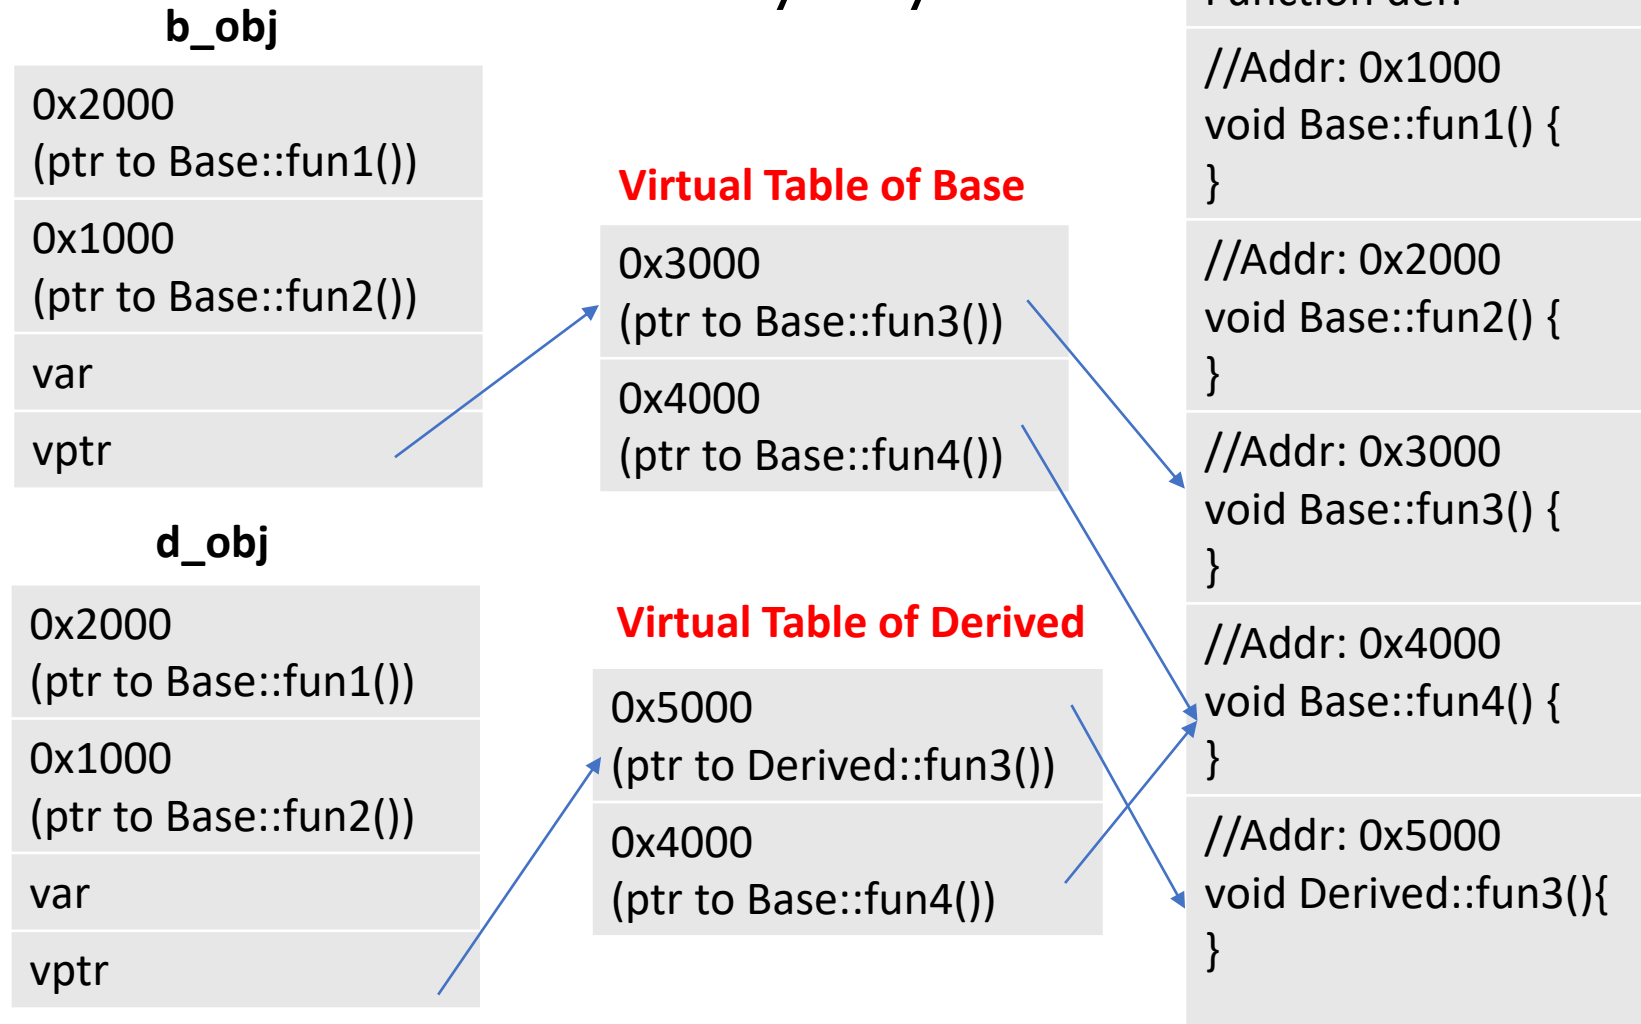 b_obj
0x2000
(ptr to Base::fun1())
0x1000
(ptr to Base::fun2())
var
vptr
d_obj
0x2000
(ptr to Base::fun1())
0x1000
(ptr to Base::fun2())
var
vptr
Virtual Table of Base
0x3000
(ptr to Base::fun3())
0x4000
(ptr to Base::fun4())
Virtual Table of Derived
0x5000
(ptr to Derived::fun3())
0x4000
(ptr to Base::fun4())
//Addr: 0x1000
void Base::fun1() {
}
//Addr: 0x2000
void Base::fun2() {
}
//Addr: 0x3000
void Base::fun3() {
}
//Addr: 0x4000
void Base::fun4() {
}
//Addr: 0x5000
void Derived::fun3(){
}